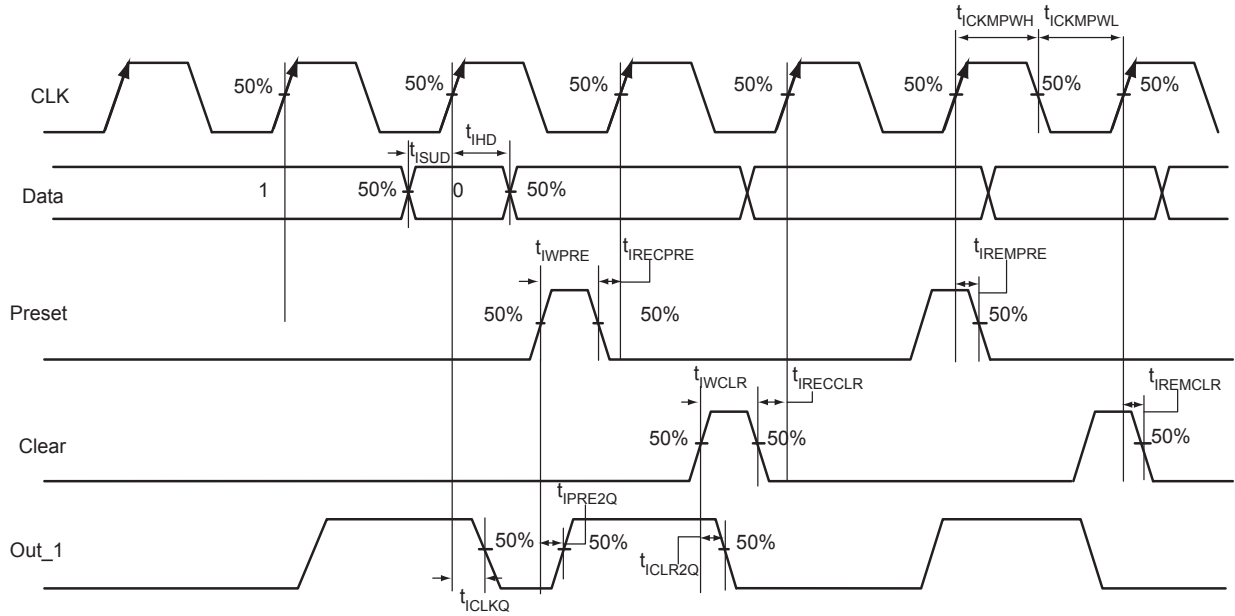 tICKMPWH tICKMPWL
CLK 50% 50% 50% 50% 50% 50% 50%
tISUD tIHD
Data 1 50% 0 50%
tIWPRE tIRECPRE tIREMPRE
Preset 50% 50% 50%
tIWCLR tIRECCLR tIREMCLR
Clear 50% 50% 50%
tIPRE2Q
Out_1 50% 50% tICLR2Q 50%
tICLKQ